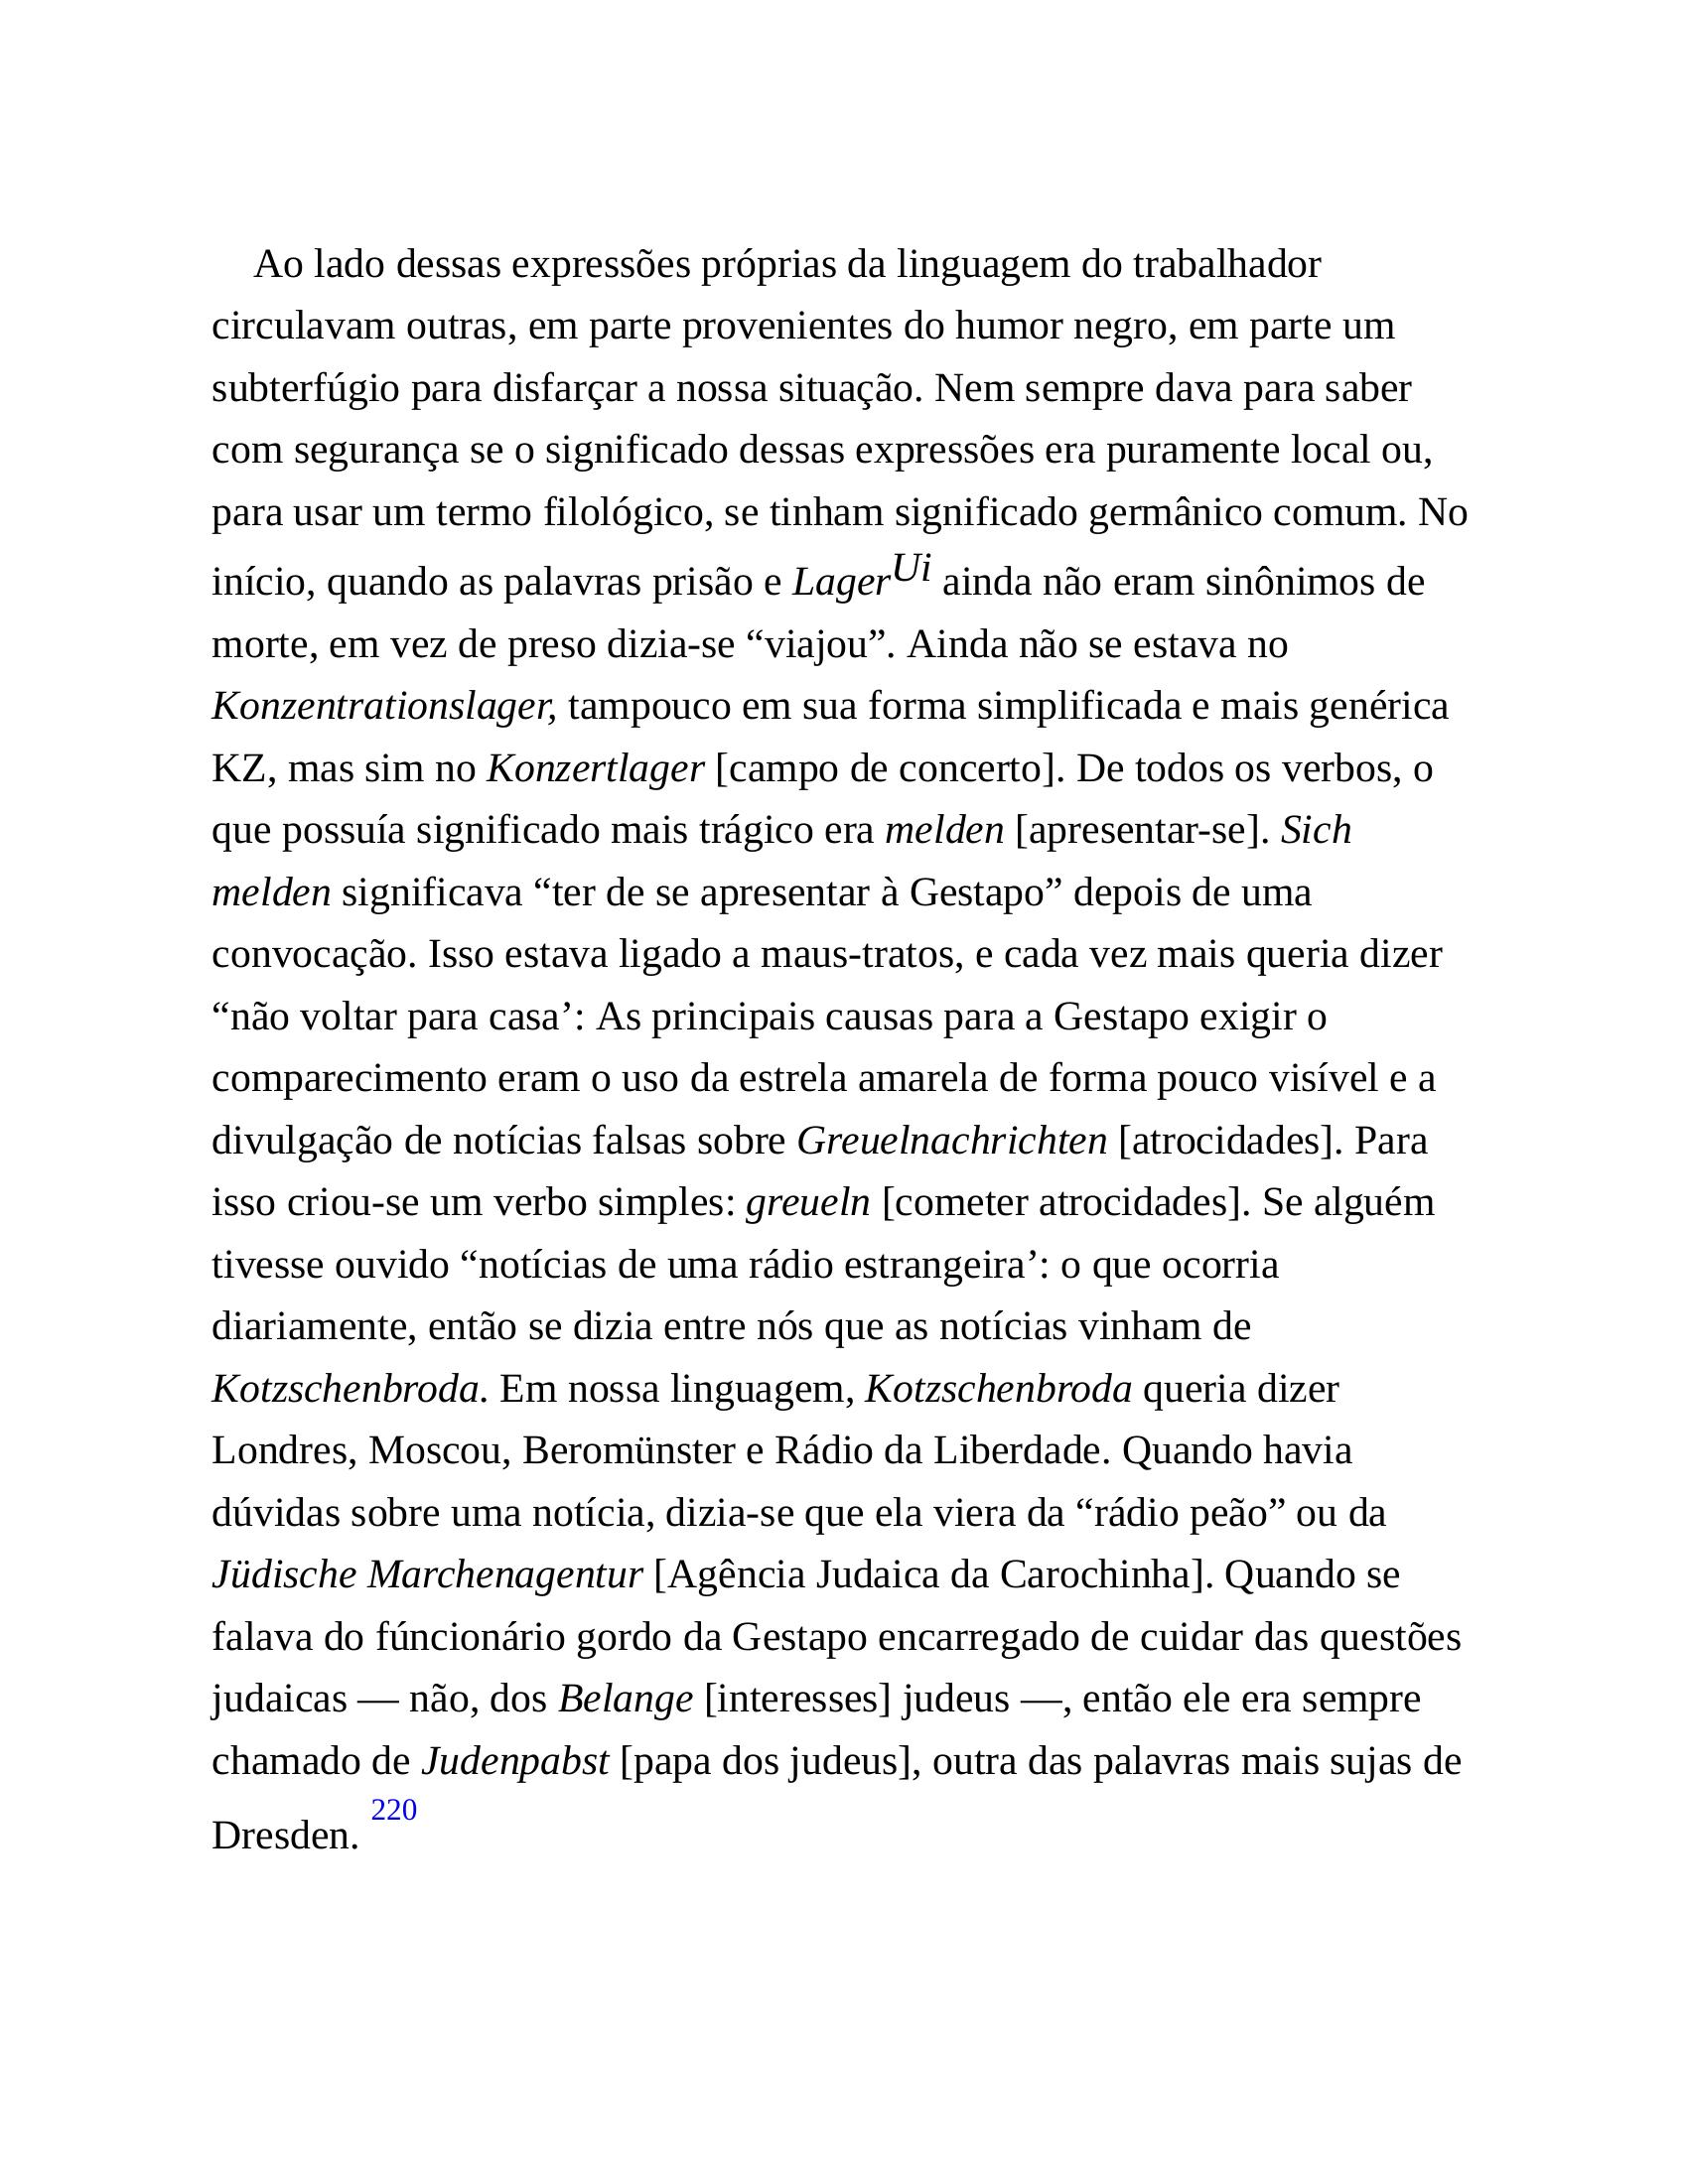 Ao lado dessas expressões próprias da linguagem do trabalhador
circulavam outras, em parte provenientes do humor negro, em parte um
subterfúgio para disfarçar a nossa situação. Nem sempre dava para saber
com segurança se o significado dessas expressões era puramente local ou,
para usar um termo filológico, se tinham significado germânico comum. No
início, quando as palavras prisão e LagerUi ainda não eram sinônimos de
morte, em vez de preso dizia-se “viajou”. Ainda não se estava no
Konzentrationslager, tampouco em sua forma simplificada e mais genérica
KZ, mas sim no Konzertlager [campo de concerto]. De todos os verbos, o
que possuía significado mais trágico era melden [apresentar-se]. Sich
melden significava “ter de se apresentar à Gestapo” depois de uma
convocação. Isso estava ligado a maus-tratos, e cada vez mais queria dizer
“não voltar para casa’: As principais causas para a Gestapo exigir o
comparecimento eram o uso da estrela amarela de forma pouco visível e a
divulgação de notícias falsas sobre Greuelnachrichten [atrocidades]. Para
isso criou-se um verbo simples: greueln [cometer atrocidades]. Se alguém
tivesse ouvido “notícias de uma rádio estrangeira’: o que ocorria
diariamente, então se dizia entre nós que as notícias vinham de
Kotzschenbroda. Em nossa linguagem, Kotzschenbroda queria dizer
Londres, Moscou, Beromünster e Rádio da Liberdade. Quando havia
dúvidas sobre uma notícia, dizia-se que ela viera da “rádio peão” ou da
Jüdische Marchenagentur [Agência Judaica da Carochinha]. Quando se
falava do fúncionário gordo da Gestapo encarregado de cuidar das questões
judaicas — não, dos Belange [interesses] judeus —, então ele era sempre
chamado de Judenpabst [papa dos judeus], outra das palavras mais sujas de
Dresden. 220